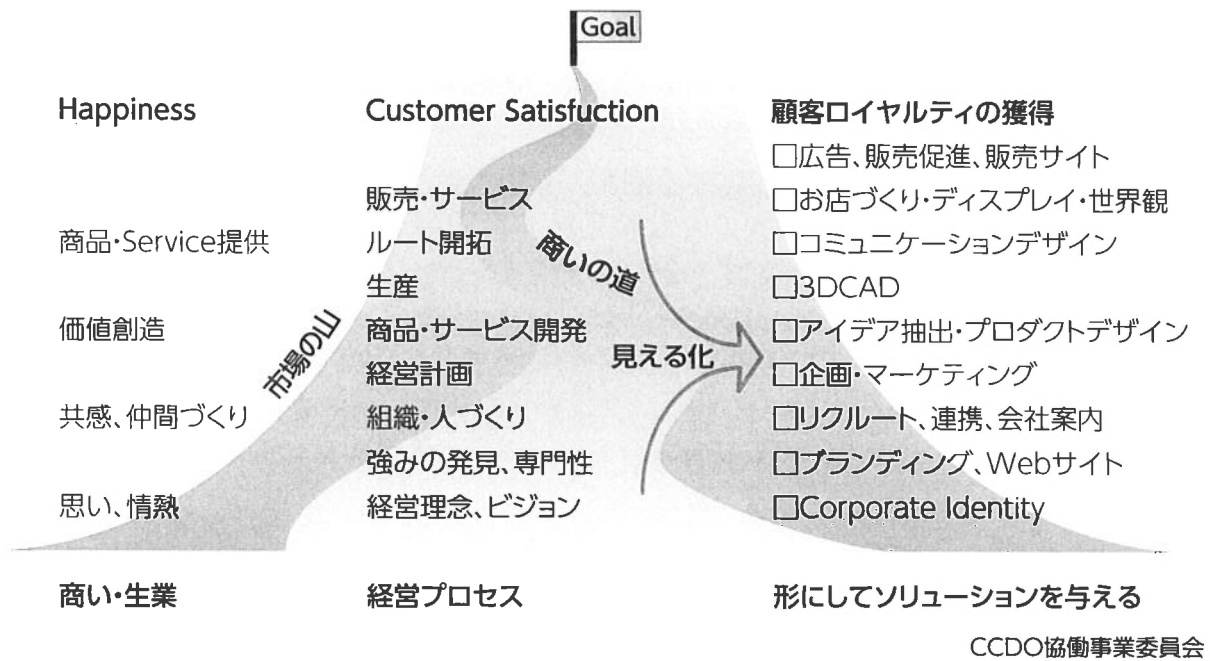 Goal
Happiness
Customer Satisfuction
顧客ロイヤルティの獲得
□広告、販売促進、販売サイト
販売・サービス
□お店づくり・ディスプレイ・世界観
商品・Service提供
ルート開拓
商いの道
□コミュニケーションデザイン
生産
□3DCAD
価値創造
市場の山
商品・サービス開発
見える化
□アイデア抽出・プロダクトデザイン
経営計画
□企画・マーケティング
共感、仲間づくり
組織・人づくり
□リクルート、連携、会社案内
強みの発見、専門性
□ブランディング、Webサイト
思い、情熱
経営理念、ビジョン
□Corporate Identity
商い・生業
経営プロセス
形にしてソリューションを与える
CCDO協働事業委員会